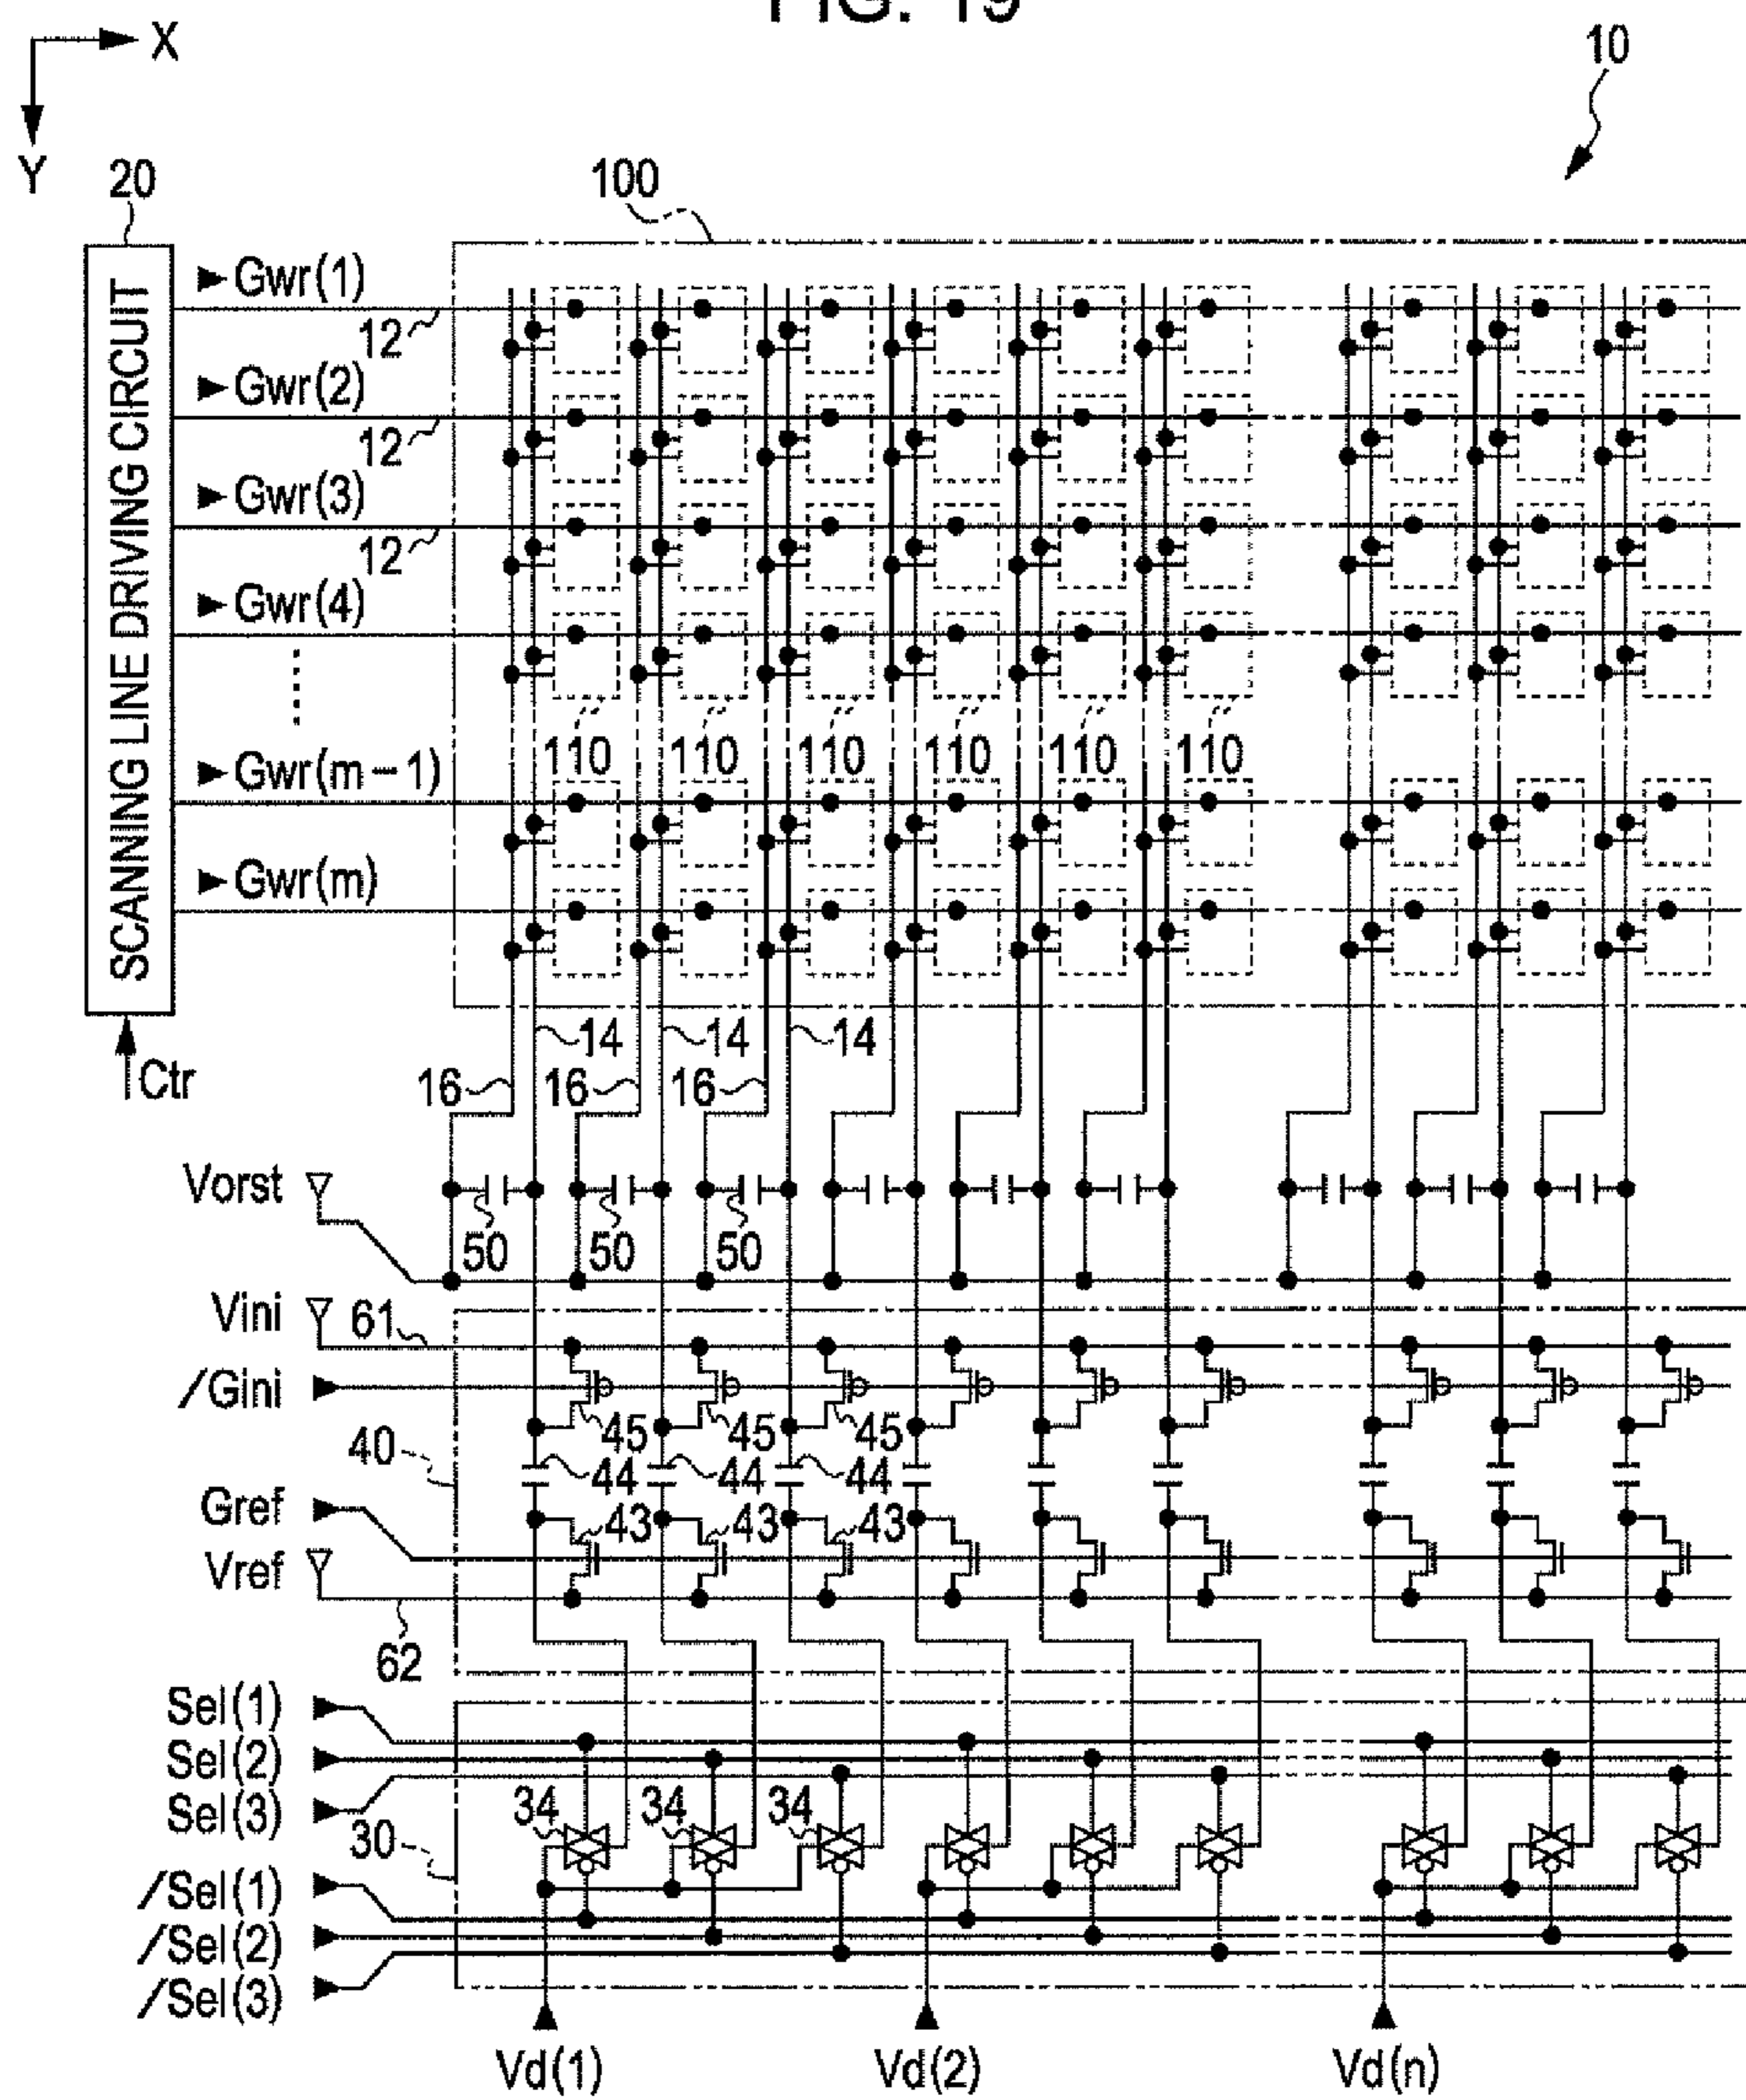 FIG. 19
X
10
Y
20
100
SCANNING LINE DRIVING CIRCUIT
Gwr(1)
12
Gwr(2)
12
Gwr(3)
12
Gwr(4)
110 110 110 110 110 110
Gwr(m-1)
Gwr(m)
14 14 14
Ctr
16 16 16
Vorst
50 50 50
Vini
61
/Gini
45 45 45
40
44 44 44
Gref
43 43 43
Vref
62
Sel(1)
Sel(2)
Sel(3)
34 34 34
30
/Sel(1)
/Sel(2)
/Sel(3)
Vd(1) Vd(2) Vd(n)